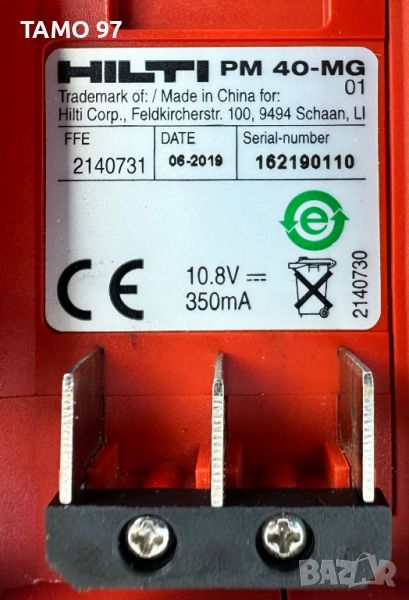 TAMO 97
HILTI PM 40-MG
01
Trademark of: / Made in China for:
Hilti Corp., Feldkircherstr. 100, 9494 Schaan, LI
FFE DATE Serial-number
2140731 06-2019 162190110
e
CE 10.8V ⎓
350mA
2140730
BAZAR